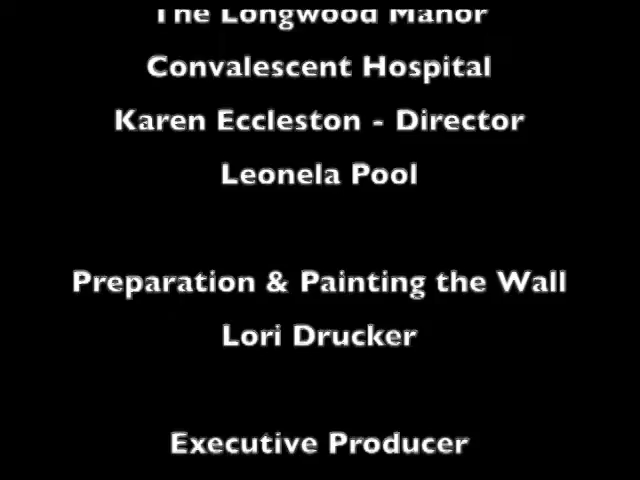 The Longwood Manor
Convalescent Hospital
Karen Eccleston - Director
Leonela Pool
Preparation & Painting the Wall
Lori Drucker
Executive Producer